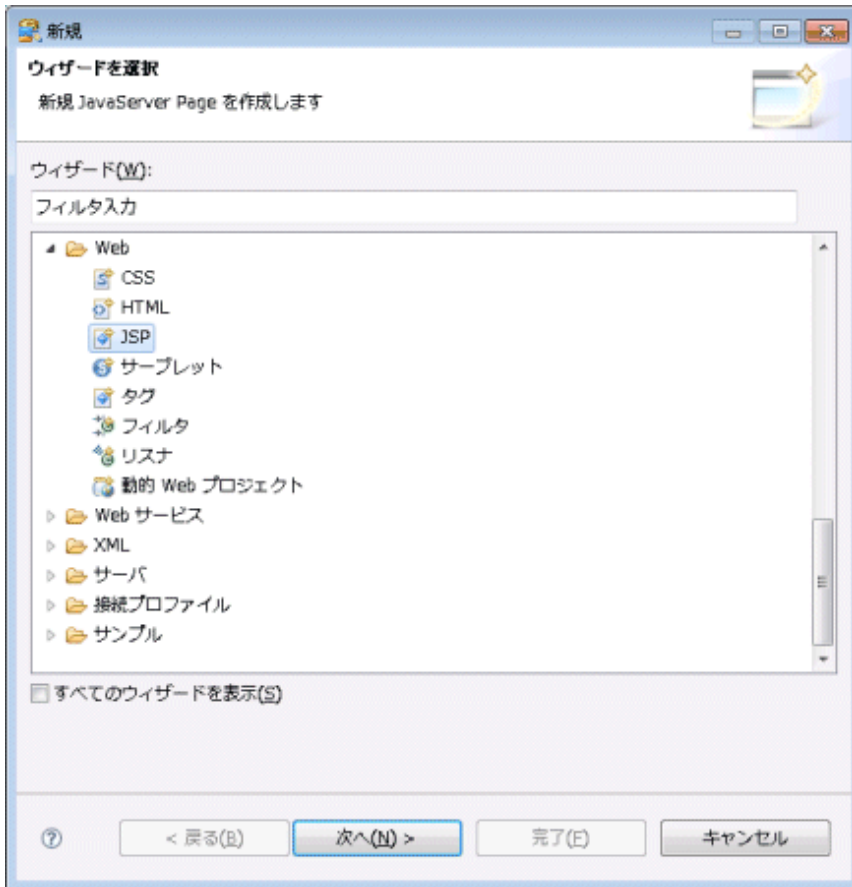 新規
ウィザードを選択
新規 JavaServer Page を作成します
ウィザード(W):
フィルタ入力
Web
CSS
HTML
JSP
サーブレット
タグ
フィルタ
リスナ
動的 Web プロジェクト
Web サービス
XML
サーバ
接続プロファイル
サンプル
すべてのウィザードを表示(S)
< 戻る(B) 次へ(N) > 完了(F) キャンセル